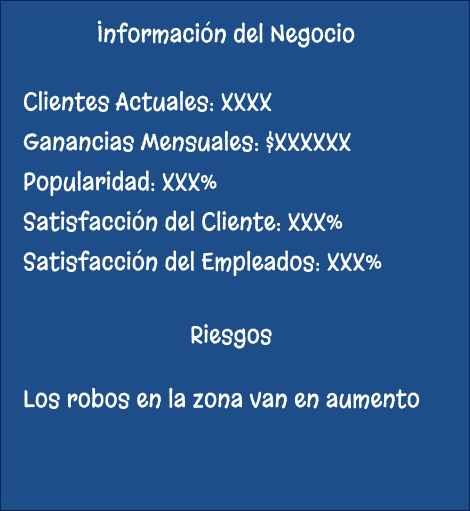 Información del Negocio
Clientes Actuales: XXXX
Ganancias Mensuales: $XXXXXX
Popularidad: XXX%
Satisfacción del Cliente: XXX%
Satisfacción del Empleados: XXX%
Riesgos
Los robos en la zona van en aumento